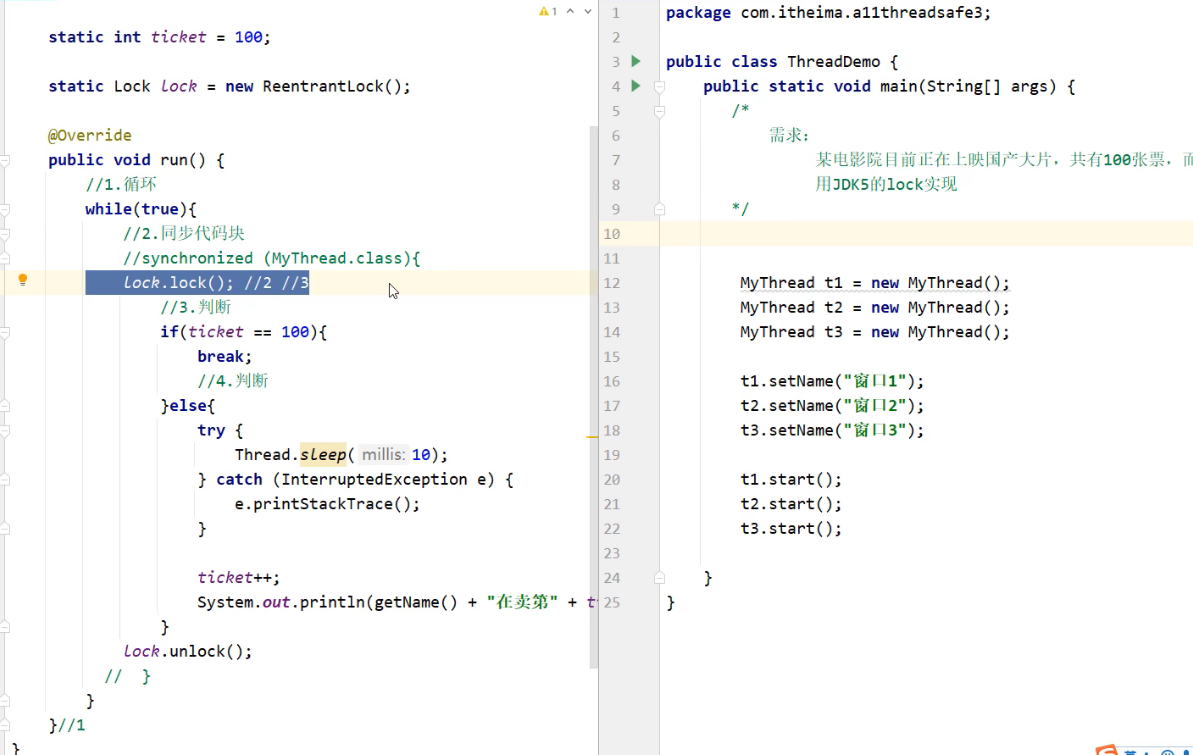 static int ticket = 100;
static Lock lock = new ReentrantLock();
@Override
public void run() {
//1.循环
while(true){
//2.同步代码块
//synchronized (MyThread.class){
lock.lock(); //2 //3
//3.判断
if(ticket == 100){
break;
//4.判断
}else{
try {
Thread.sleep( millis: 10);
} catch (InterruptedException e) {
e.printStackTrace();
}
ticket++;
System.out.println(getName() + "在卖第" + t
}
lock.unlock();
// }
}
}//1
}
1
1 package com.itheima.a11threadsafe3;
2
3 public class ThreadDemo {
4 public static void main(String[] args) {
5 /*
6 需求:
7 某电影院目前正在上映国产大片，共有100张票，而
8 用JDK5的lock实现
9 */
10
11
12 MyThread t1 = new MyThread();
13 MyThread t2 = new MyThread();
14 MyThread t3 = new MyThread();
15
16 t1.setName("窗口1");
17 t2.setName("窗口2");
18 t3.setName("窗口3");
19
20 t1.start();
21 t2.start();
22 t3.start();
23
24 }
25 }